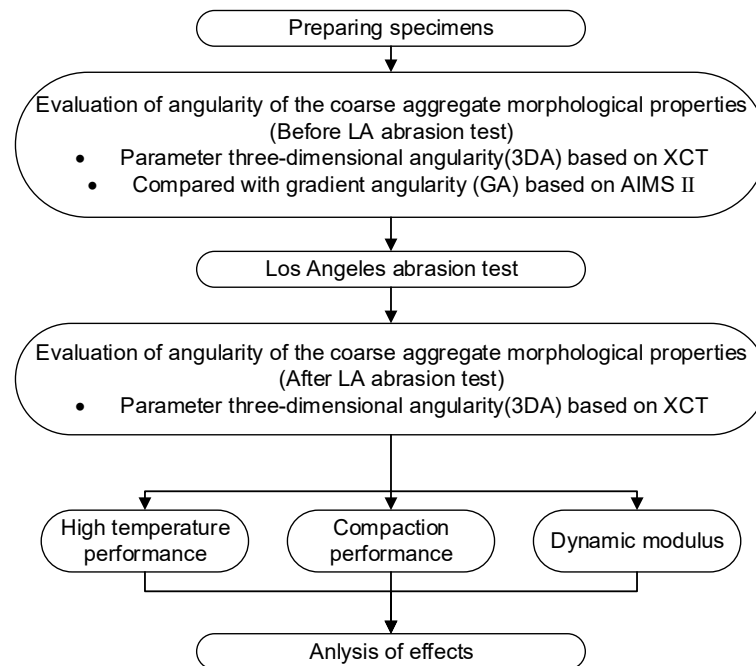 Preparing specimens
Evaluation of angularity of the coarse aggregate morphological properties
(Before LA abrasion test)
• Parameter three-dimensional angularity(3DA) based on XCT
• Compared with gradient angularity (GA) based on AIMS Ⅱ
Los Angeles abrasion test
Evaluation of angularity of the coarse aggregate morphological properties
(After LA abrasion test)
• Parameter three-dimensional angularity(3DA) based on XCT
High temperature
performance
Compaction
performance
Dynamic modulus
Anlysis of effects